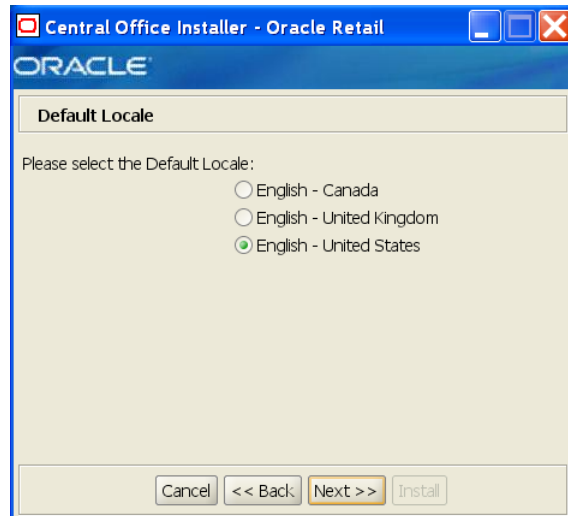 Central Office Installer - Oracle Retail
ORACLE
Default Locale
Please select the Default Locale:
English - Canada
English - United Kingdom
English - United States
Cancel << Back Next >> Install